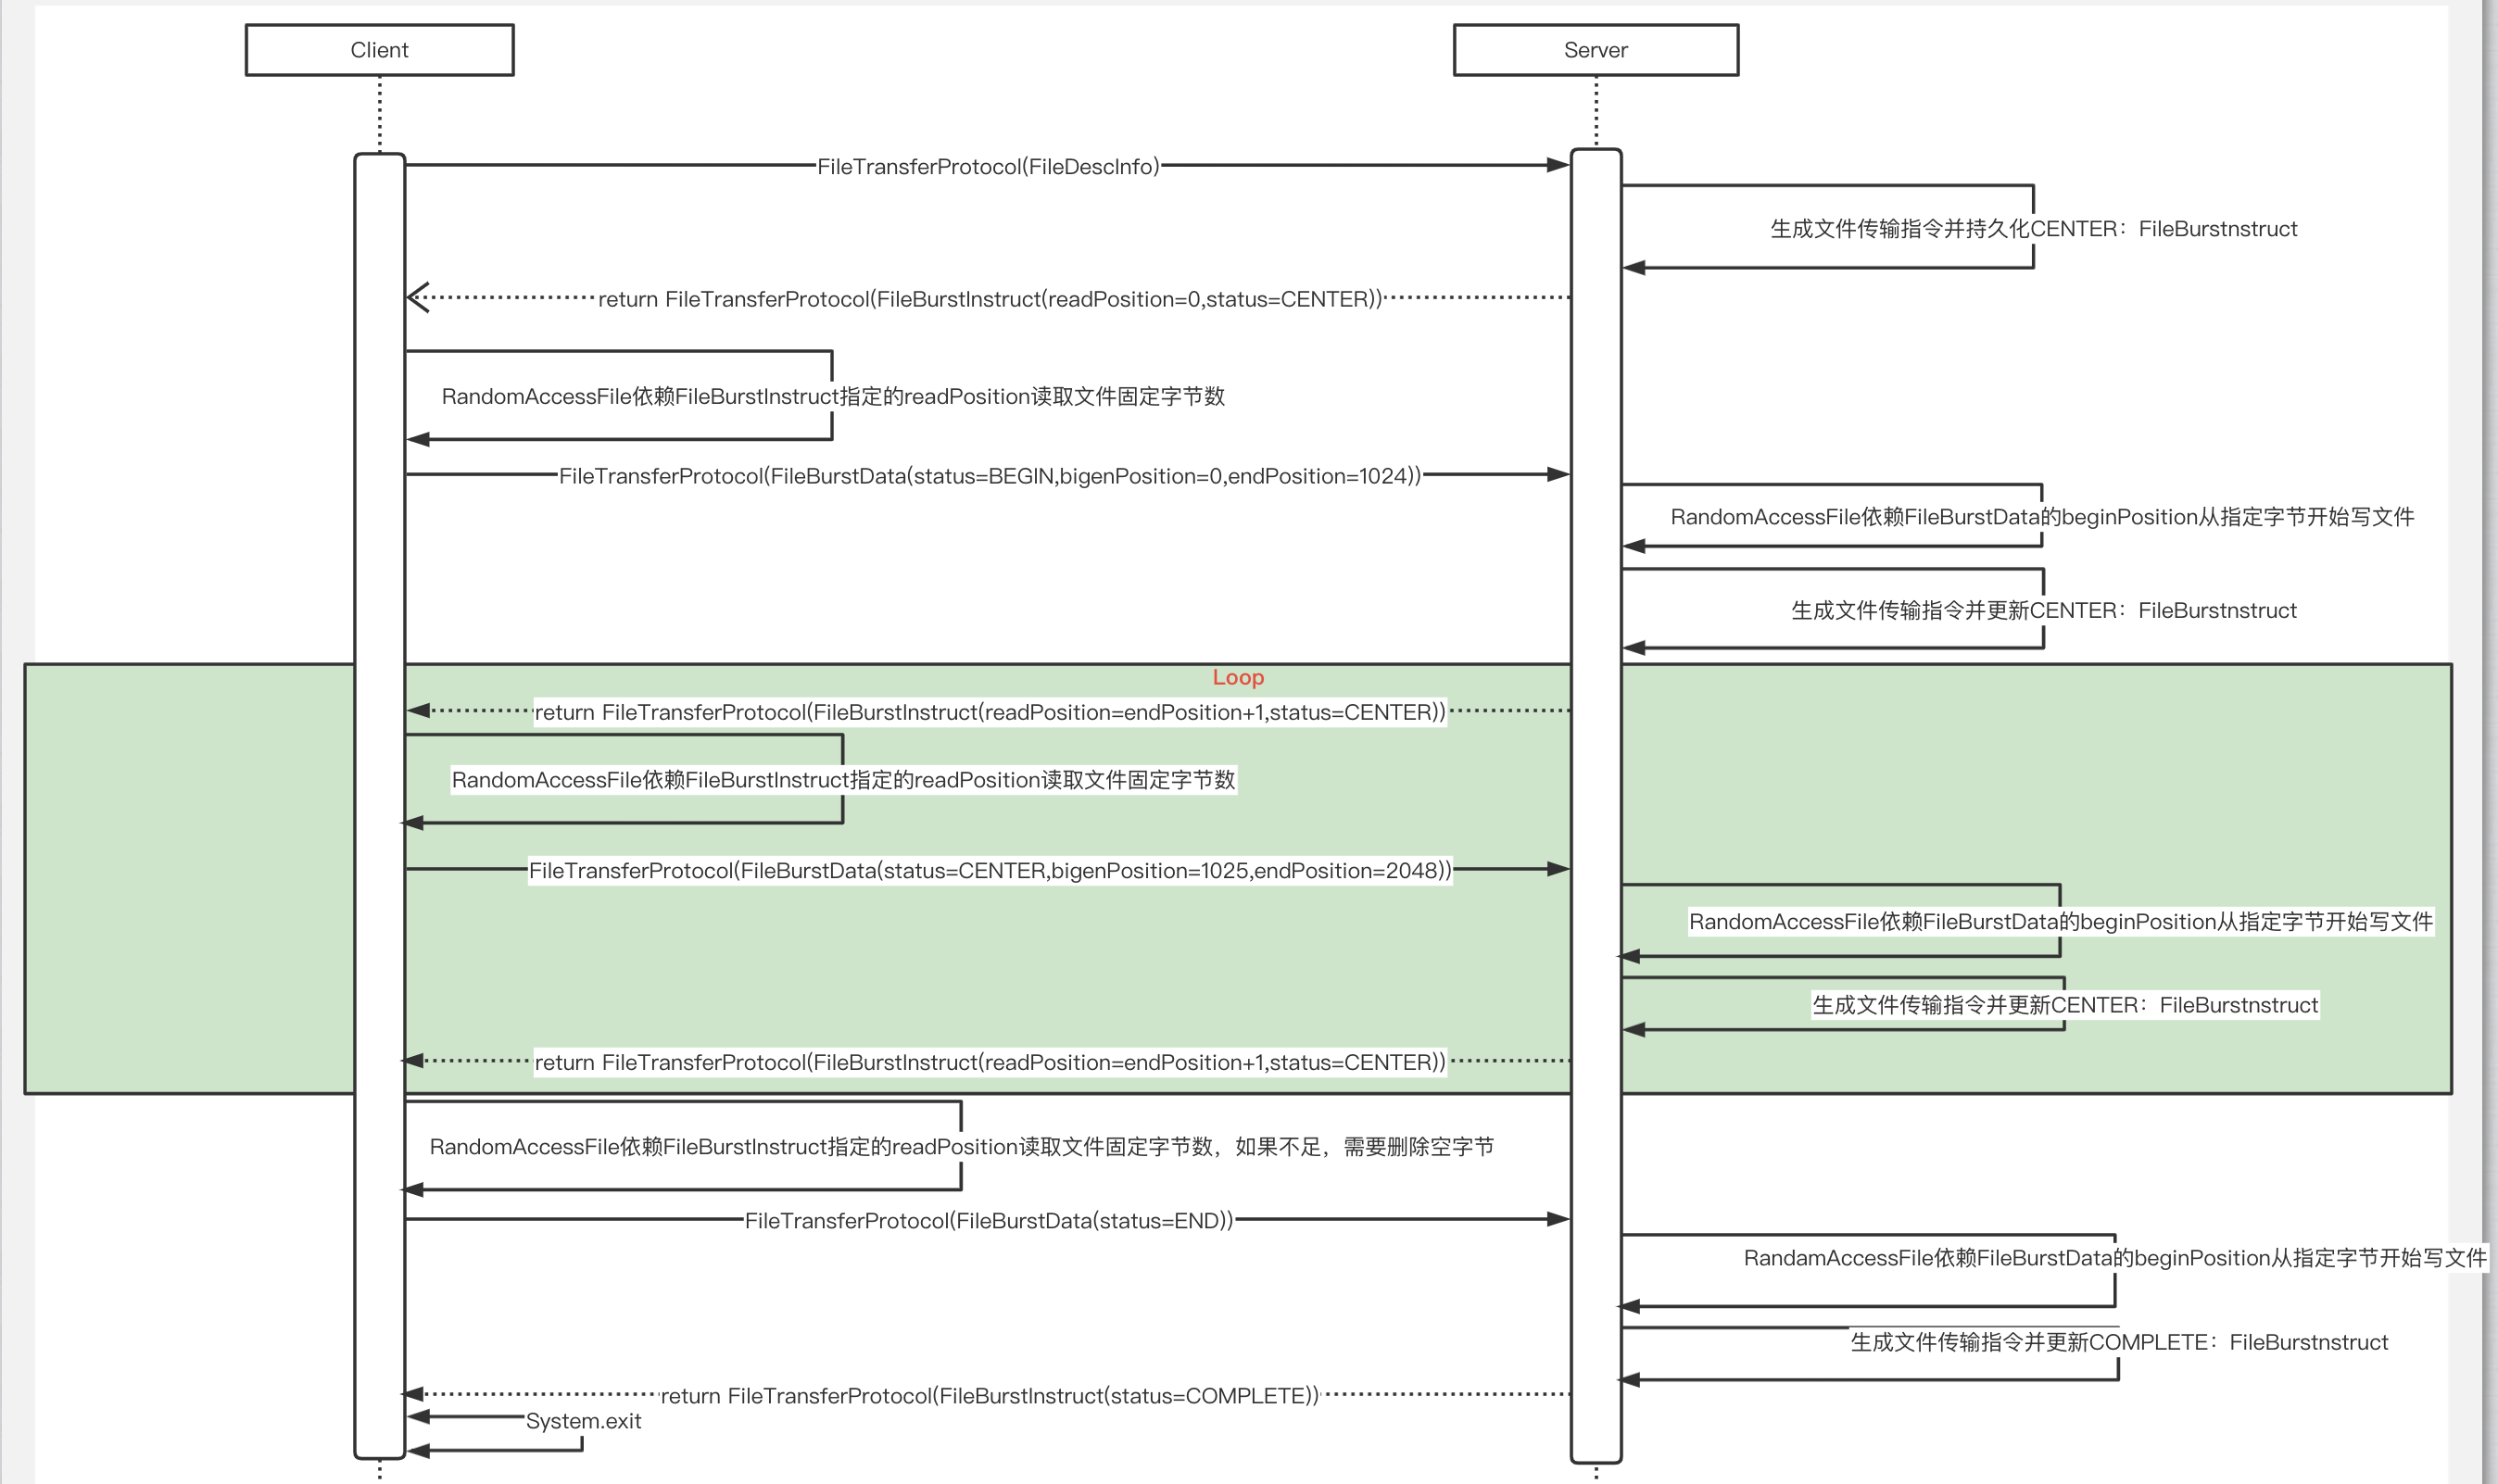 Client
Server
FileTransferProtocol(FileDescInfo)
生成文件传输指令并持久化CENTER：FileBurstnstruct
return FileTransferProtocol(FileBurstInstruct(readPosition=0,status=CENTER))
RandomAccessFile依赖FileBurstInstruct指定的readPosition读取文件固定字节数
FileTransferProtocol(FileBurstData(status=BEGIN,bigenPosition=0,endPosition=1024))
RandomAccessFile依赖FileBurstData的beginPosition从指定字节开始写文件
生成文件传输指令并更新CENTER：FileBurstnstruct
Loop
return FileTransferProtocol(FileBurstInstruct(readPosition=endPosition+1,status=CENTER))
RandomAccessFile依赖FileBurstInstruct指定的readPosition读取文件固定字节数
FileTransferProtocol(FileBurstData(status=CENTER,bigenPosition=1025,endPosition=2048))
RandomAccessFile依赖FileBurstData的beginPosition从指定字节开始写文件
生成文件传输指令并更新CENTER：FileBurstnstruct
return FileTransferProtocol(FileBurstInstruct(readPosition=endPosition+1,status=CENTER))
RandomAccessFile依赖FileBurstInstruct指定的readPosition读取文件固定字节数，如果不足，需要删除空字节
FileTransferProtocol(FileBurstData(status=END))
RandamAccessFile依赖FileBurstData的beginPosition从指定字节开始写文件
生成文件传输指令并更新COMPLETE：FileBurstnstruct
return FileTransferProtocol(FileBurstInstruct(status=COMPLETE))
System.exit